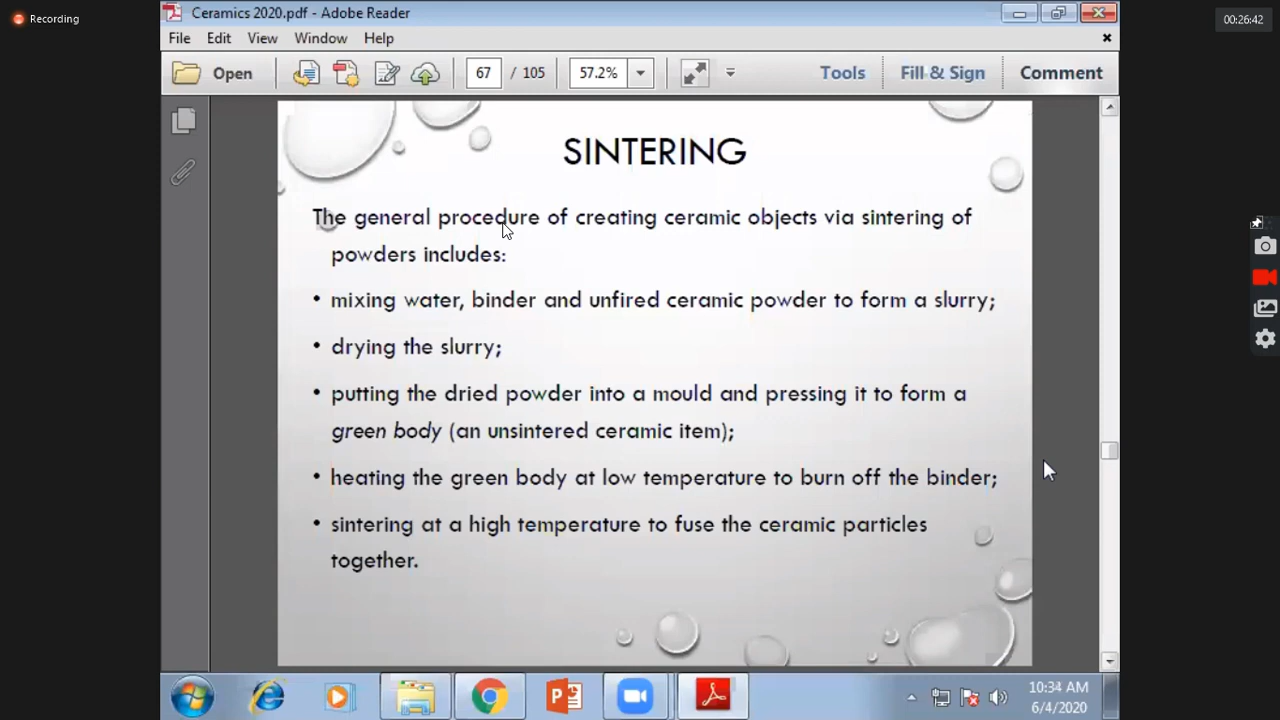 Recording
Ceramics 2020.pdf - Adobe Reader
00:26:42
File Edit View Window Help
Open 67 / 105 57.2% Tools Fill & Sign Comment
SINTERING
The general procedure of creating ceramic objects via sintering of
powders includes:
• mixing water, binder and unfired ceramic powder to form a slurry;
• drying the slurry;
• putting the dried powder into a mould and pressing it to form a
green body (an unsintered ceramic item);
• heating the green body at low temperature to burn off the binder;
• sintering at a high temperature to fuse the ceramic particles
together.
10:34 AM
6/4/2020